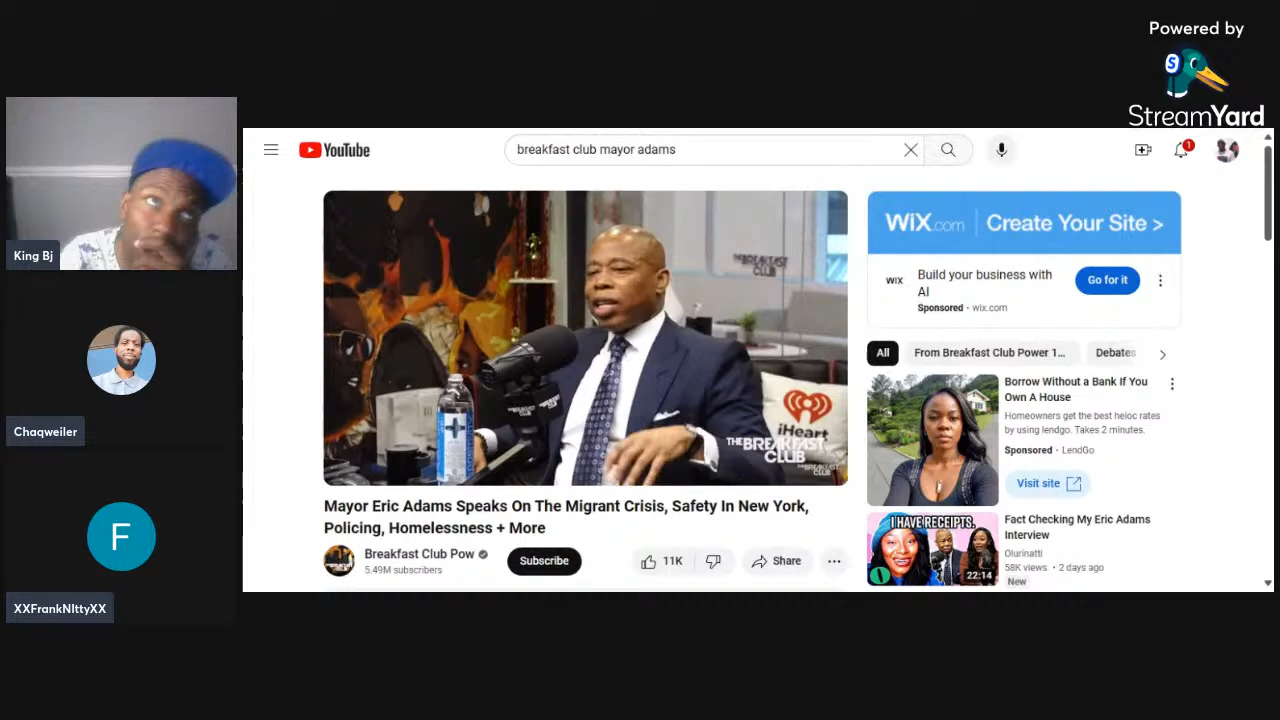 Powered by
StreamYard
King Bj
Chaqweiler
F
XXFrankNIttyXX
YouTube
breakfast club mayor adams
1
THE BREAKFAST
CLUB
iHeart
THE BREAKFAST
CLUB
Mayor Eric Adams Speaks On The Migrant Crisis, Safety In New York,
Policing, Homelessness + More
Breakfast Club Pow
5.49M subscribers
Subscribe
11K
Share
WiX.com
Create Your Site >
WIX
Build your business with
AI
Sponsored · wix.com
Go for it
All
From Breakfast Club Power 1...
Debates
Borrow Without a Bank If You
Own A House
Homeowners get the best heloc rates
by using lendgo. Takes 2 minutes.
Sponsored · LendGo
Visit site
I HAVE RECEIPTS.
22:14
Fact Checking My Eric Adams
Interview
Olurinatti
58K views · 2 days ago
New